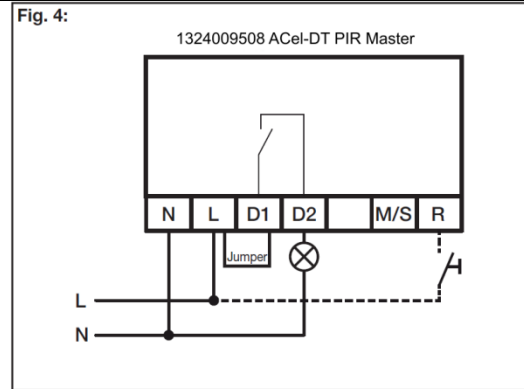 Fig. 4:
1324009508 ACel-DT PIR Master
N L D1 D2 M/S R
Jumper
L
N